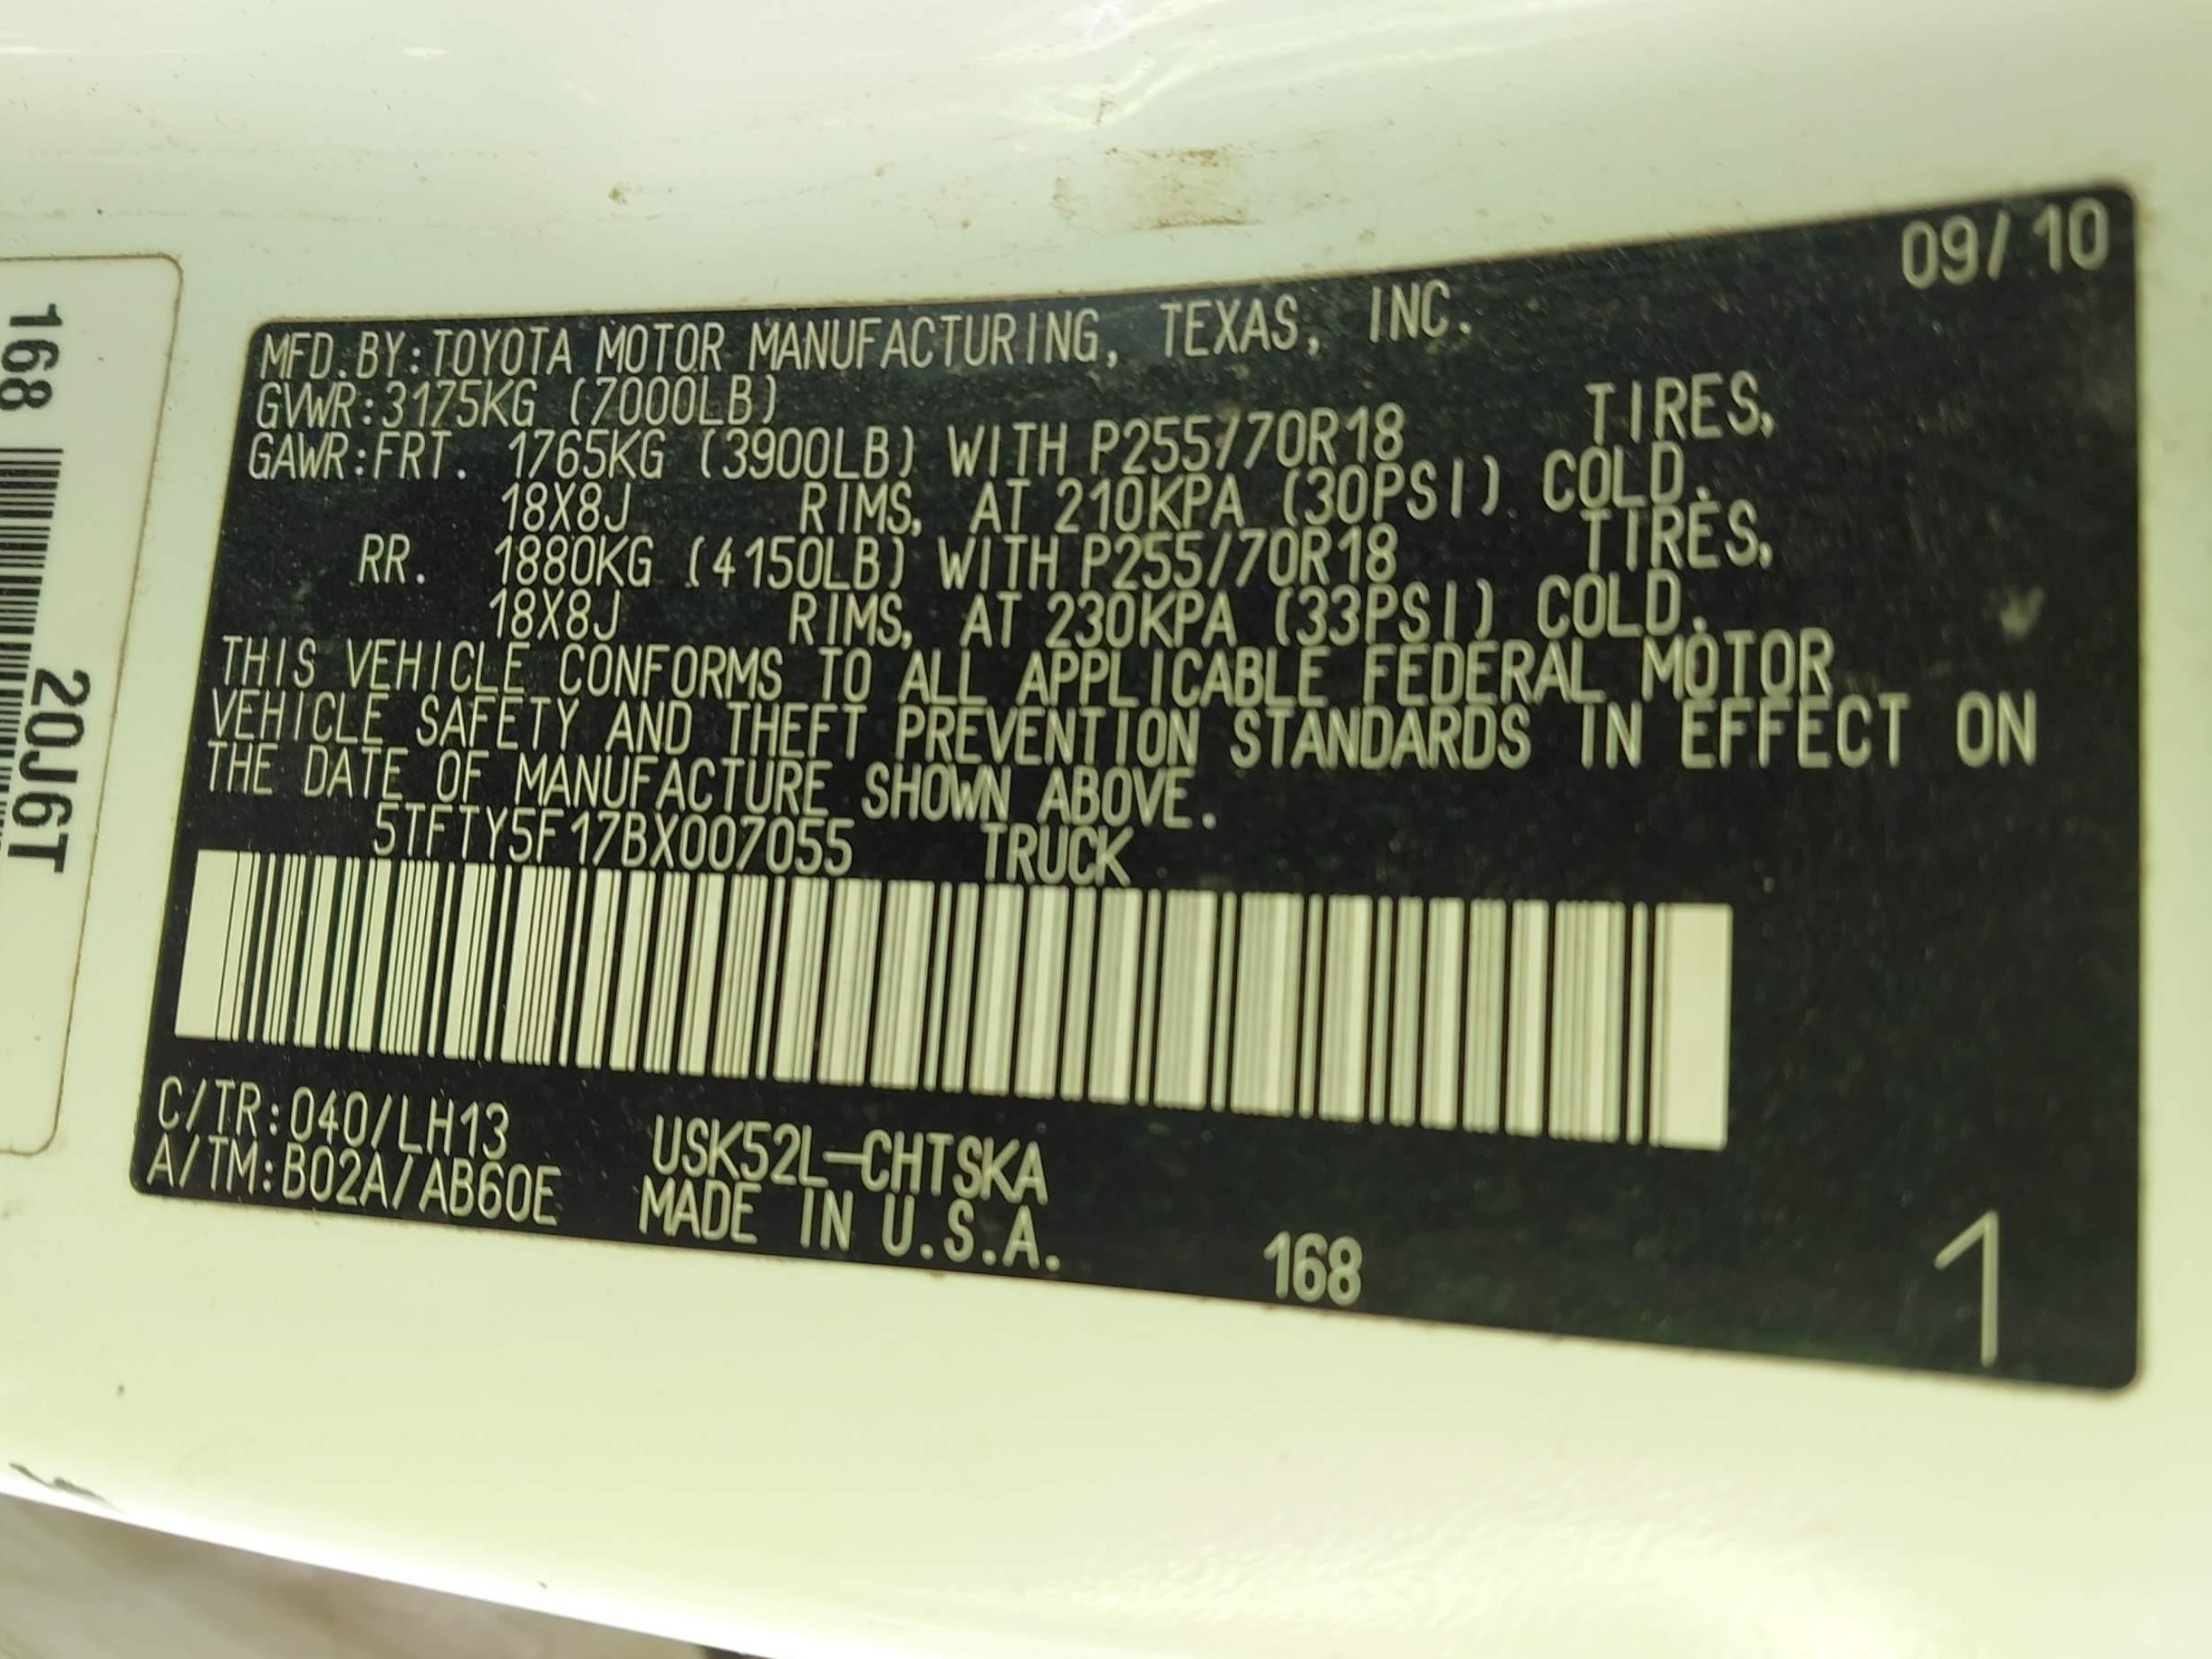 09/10
MFD.BY:TOYOTA MOTOR MANUFACTURING, TEXAS, INC.
GVWR:3175KG (7000LB)
GAWR:FRT. 1765KG (3900LB) WITH P255/70R18 TIRES,
18X8J RIMS, AT 210KPA (30PSI) COLD.
RR. 1880KG (4150LB) WITH P255/70R18 TIRES,
18X8J RIMS, AT 230KPA (33PSI) COLD.
THIS VEHICLE CONFORMS TO ALL APPLICABLE FEDERAL MOTOR
VEHICLE SAFETY AND THEFT PREVENTION STANDARDS IN EFFECT ON
THE DATE OF MANUFACTURE SHOWN ABOVE.
5TFTY5F17BX007055 TRUCK
C/TR:040/LH13 USK52L-CHTSKA
A/TM:B02A/AB60E MADE IN U.S.A.
168
1
168
20J6T